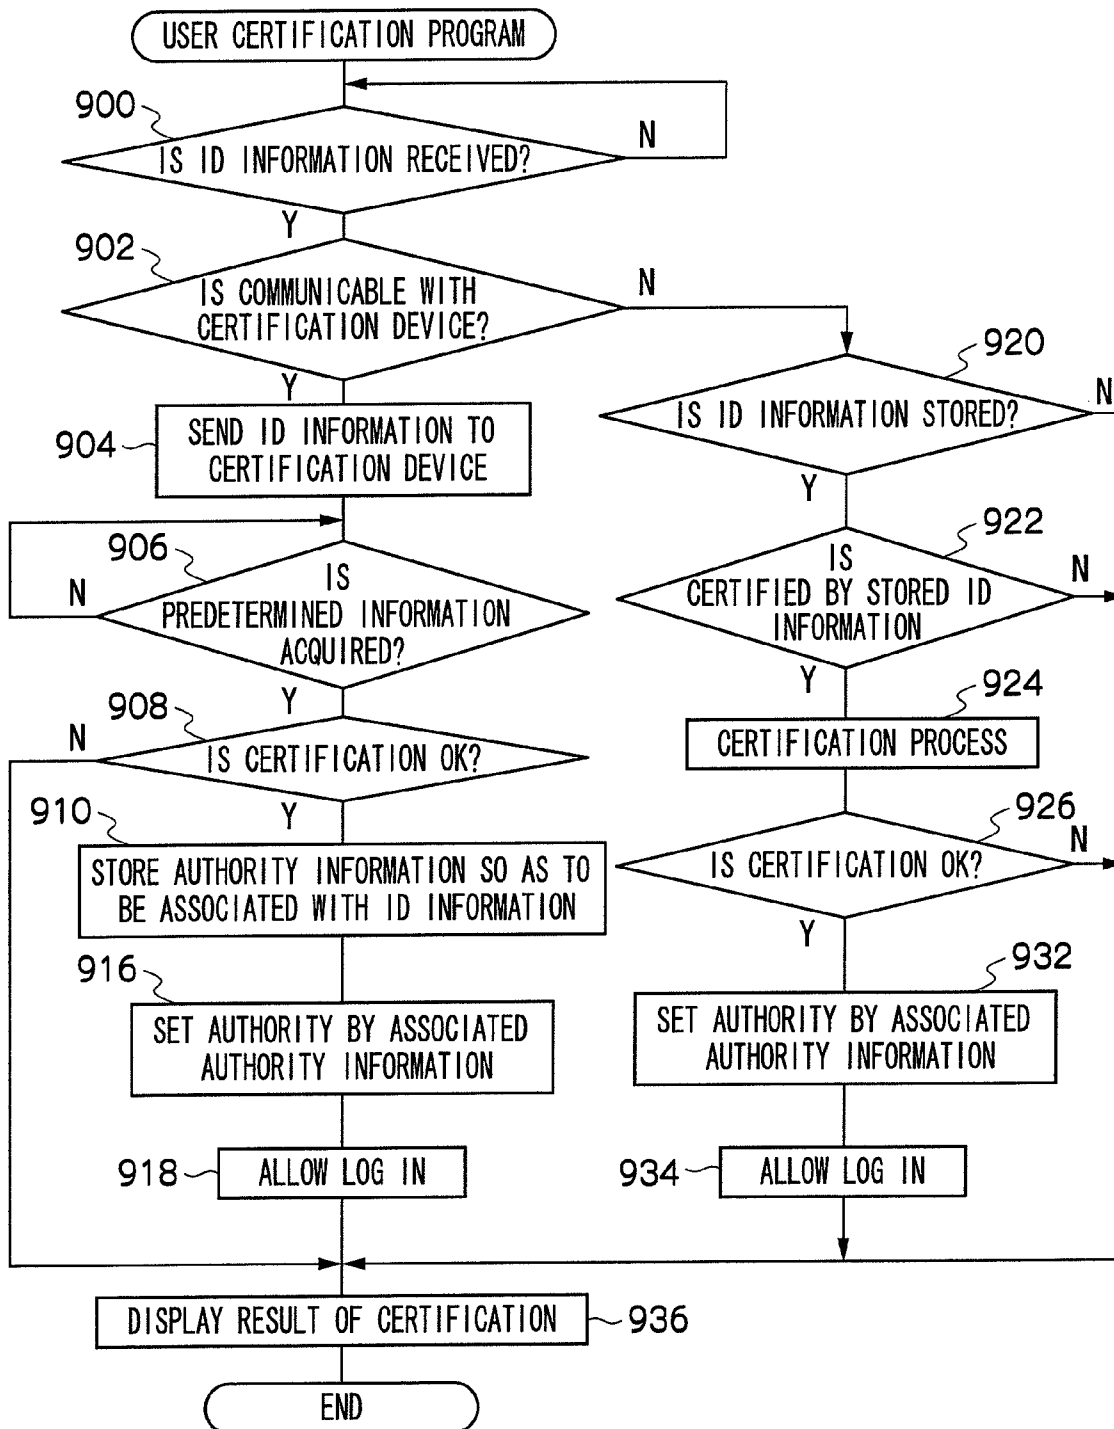 USER CERTIFICATION PROGRAM
900
IS ID INFORMATION RECEIVED?
N
Y
902
IS COMMUNICABLE WITH
CERTIFICATION DEVICE?
N
Y
904
SEND ID INFORMATION TO
CERTIFICATION DEVICE
906
IS
PREDETERMINED INFORMATION
ACQUIRED?
N
Y
908
IS CERTIFICATION OK?
N
Y
910
STORE AUTHORITY INFORMATION SO AS TO
BE ASSOCIATED WITH ID INFORMATION
916
SET AUTHORITY BY ASSOCIATED
AUTHORITY INFORMATION
918
ALLOW LOG IN
920
IS ID INFORMATION STORED?
N
Y
922
IS
CERTIFIED BY STORED ID
INFORMATION
N
Y
924
CERTIFICATION PROCESS
926
IS CERTIFICATION OK?
N
Y
932
SET AUTHORITY BY ASSOCIATED
AUTHORITY INFORMATION
934
ALLOW LOG IN
DISPLAY RESULT OF CERTIFICATION
936
END